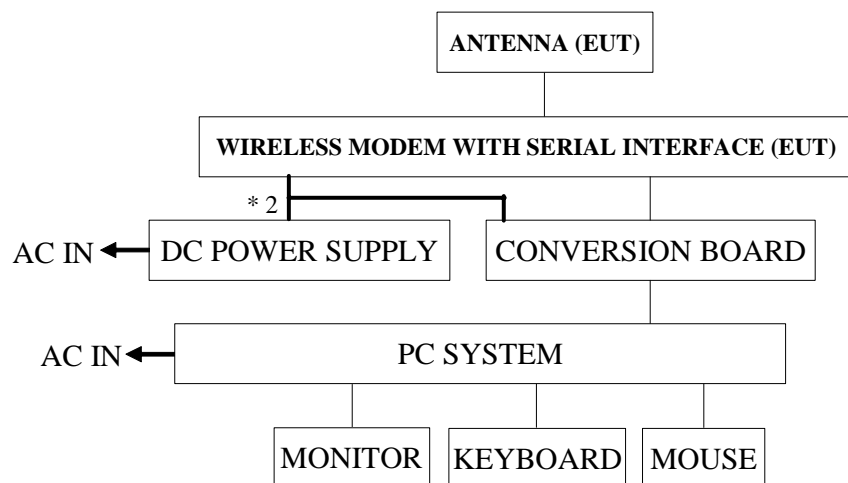 ANTENNA (EUT)
WIRELESS MODEM WITH SERIAL INTERFACE (EUT)
* 2
AC IN
DC POWER SUPPLY
CONVERSION BOARD
AC IN
PC SYSTEM
MONITOR
KEYBOARD
MOUSE